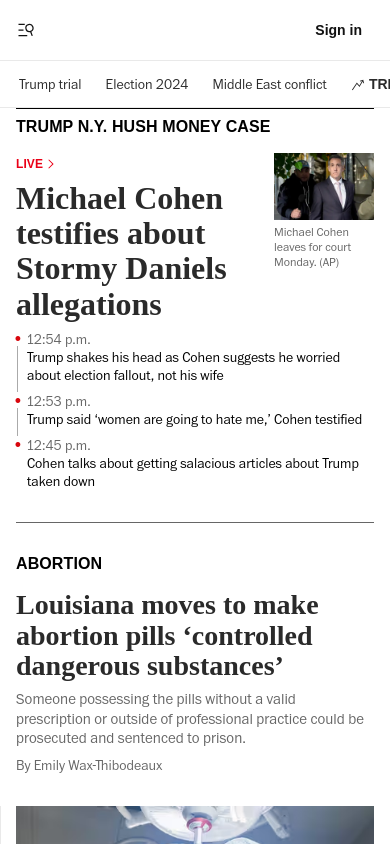 Sign in
Trump trial
Election 2024
Middle East conflict
TRUMP N.Y. HUSH MONEY CASE
LIVE
Michael Cohen
testifies about
Stormy Daniels
allegations
Michael Cohen
leaves for court
Monday. (AP)
12:54 p.m.
Trump shakes his head as Cohen suggests he worried
about election fallout, not his wife
12:53 p.m.
Trump said ‘women are going to hate me,’ Cohen testified
12:45 p.m.
Cohen talks about getting salacious articles about Trump
taken down
ABORTION
Louisiana moves to make
abortion pills ‘controlled
dangerous substances’
Someone possessing the pills without a valid
prescription or outside of professional practice could be
prosecuted and sentenced to prison.
By Emily Wax-Thibodeaux